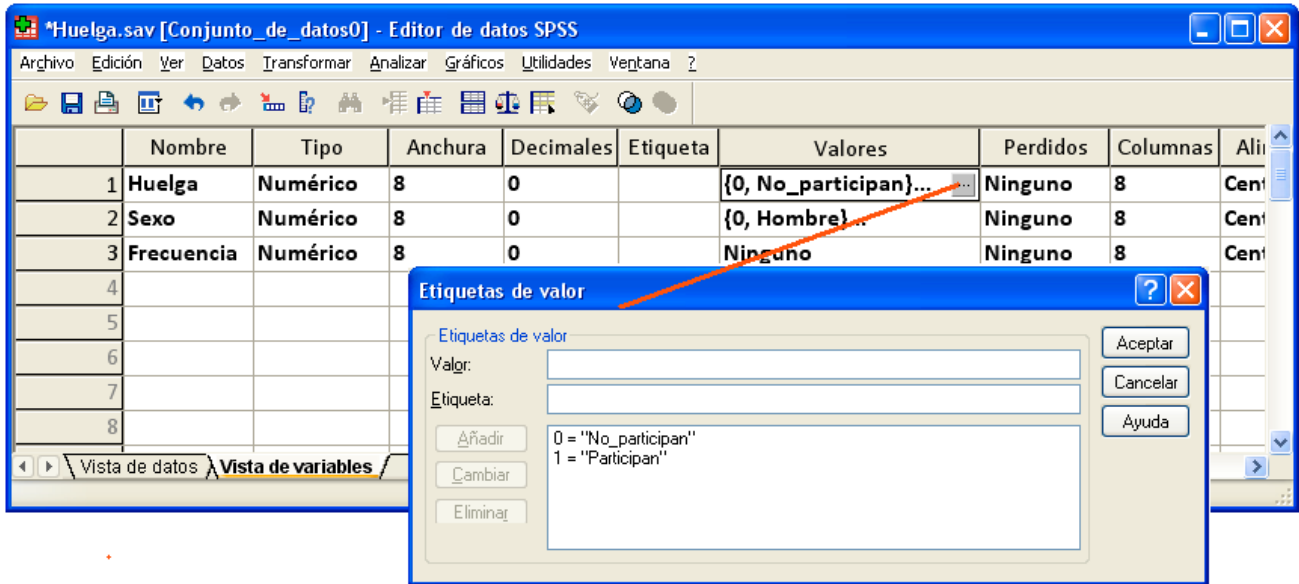 *Huelga.sav [Conjunto_de_datos0] - Editor de datos SPSS
Archivo Edición Ver Datos Transformar Analizar Gráficos Utilidades Ventana ?
Nombre Tipo Anchura Decimales Etiqueta Valores Perdidos Columnas Ali
1 Huelga Numérico 8 0 {0, No_participan}... ... Ninguno 8 Cent
2 Sexo Numérico 8 0 {0, Hombre}... Ninguno 8 Cent
3 Frecuencia Numérico 8 0 Ninguno Ninguno 8 Cent
4
5
6
7
8
Vista de datos Vista de variables
Etiquetas de valor
Etiquetas de valor
Valor:
Etiqueta:
Añadir
Cambiar
Eliminar
0 = "No_participan"
1 = "Participan"
Aceptar
Cancelar
Ayuda